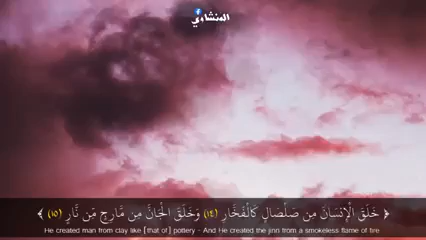 المنشاوي
﴿ خَلَقَ الْإِنسَانَ مِن صَلْصَالٍ كَالْفَخَّارِ (١٤) وَخَلَقَ الْجَانَّ مِن مَّارِجٍ مِّن نَّارٍ (١٥) ﴾
He created man from clay like [that of] pottery - And He created the jinn from a smokeless flame of fire